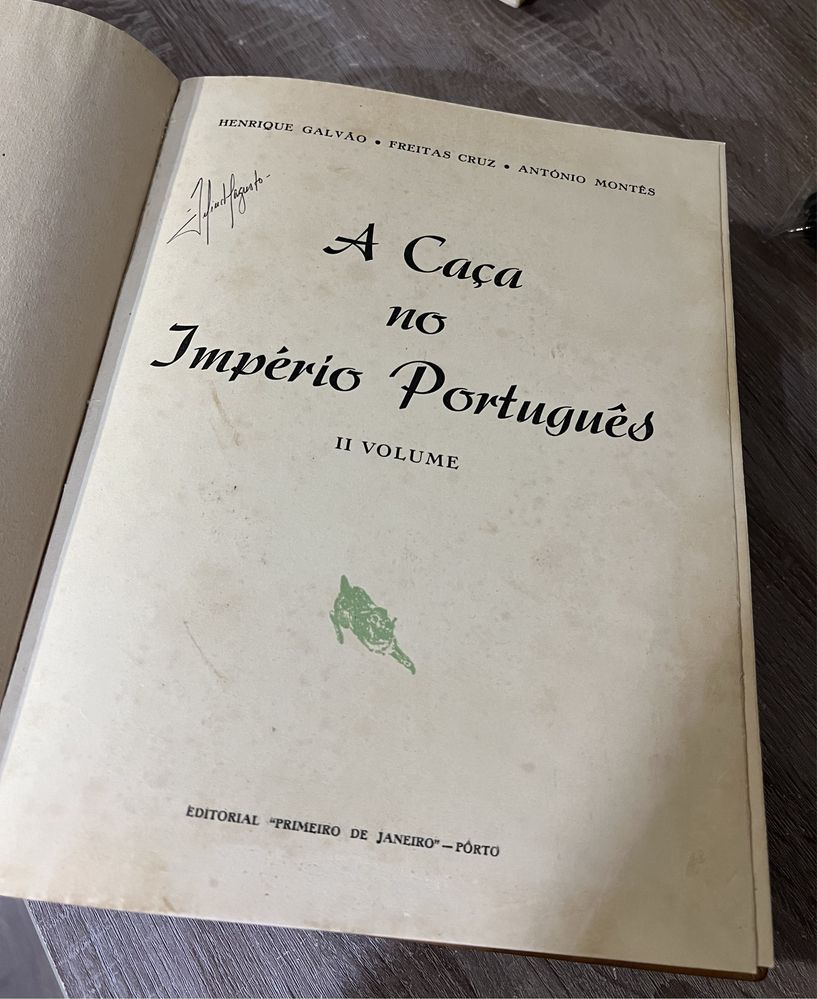 HENRIQUE GALVÃO • FREITAS CRUZ • ANTÓNIO MONTÊS
A Caça
no
Império Português
II VOLUME
EDITORIAL "PRIMEIRO DE JANEIRO" — PÔRTO